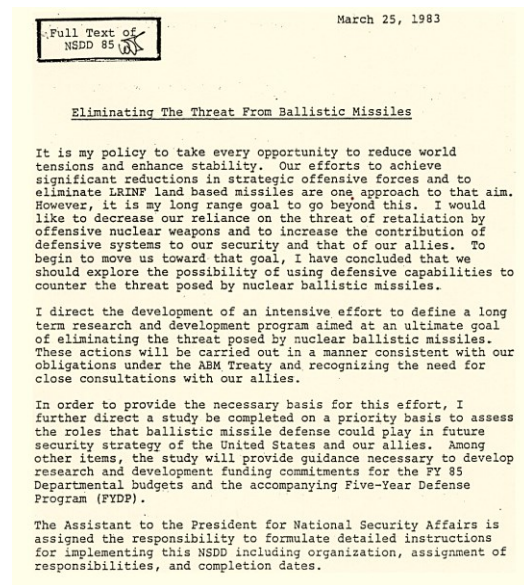 March 25, 1983
Full Text of
NSDD 85
Eliminating The Threat From Ballistic Missiles
It is my policy to take every opportunity to reduce world
tensions and enhance stability. Our efforts to achieve
significant reductions in strategic offensive forces and to
eliminate LRINF land based missiles are one approach to that aim.
However, it is my long range goal to go beyond this. I would
like to decrease our reliance on the threat of retaliation by
offensive nuclear weapons and to increase the contribution of
defensive systems to our security and that of our allies. To
begin to move us toward that goal, I have concluded that we
should explore the possibility of using defensive capabilities to
counter the threat posed by nuclear ballistic missiles.
I direct the development of an intensive effort to define a long
term research and development program aimed at an ultimate goal
of eliminating the threat posed by nuclear ballistic missiles.
These actions will be carried out in a manner consistent with our
obligations under the ABM Treaty and recognizing the need for
close consultations with our allies.
In order to provide the necessary basis for this effort, I
further direct a study be completed on a priority basis to assess
the roles that ballistic missile defense could play in future
security strategy of the United States and our allies. Among
other items, the study will provide guidance necessary to develop
research and development funding commitments for the FY 85
Departmental budgets and the accompanying Five-Year Defense
Program (FYDP).
The Assistant to the President for National Security Affairs is
assigned the responsibility to formulate detailed instructions
for implementing this NSDD including organization, assignment of
responsibilities, and completion dates.